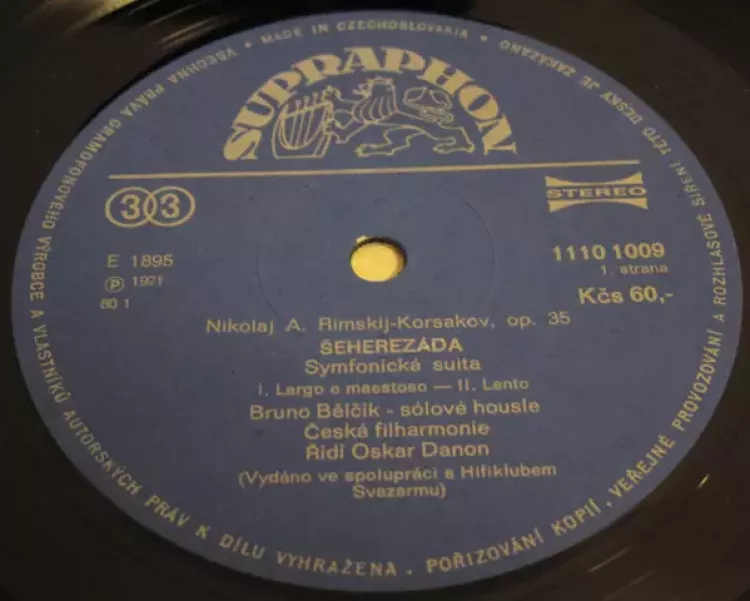 VŠECHNA PRÁVA GRAMOFONOVÉHO VÝROBCE A VLASTNÍKŮ AUTORSKÝCH PRÁV K DÍLU VYHRAŽENA . POŘIZOVÁNÍ KOPIÍ, VEŘEJNÉ PROVOZOVÁNÍ A ROZHLASOVÉ ŠÍŘENÍ TÉTO DESKY JE ZAKÁZÁNO
• MADE IN CZECHOSLOVAKIA •
SUPRAPHON
33
STEREO
E 1895
Ⓟ 1971
80 1
1110 1009
1. strana
Kčs 60,-
Nikolaj A. Rimskij-Korsakov, op. 35
ŠEHEREZÁDA
Symfonická suita
I. Largo e maestoso — II. Lento
Bruno Bělčik - sólové housle
Česká filharmonie
Řídí Oskar Danon
(Vydáno ve spolupráci s Hifiklubem
Svazarmu)